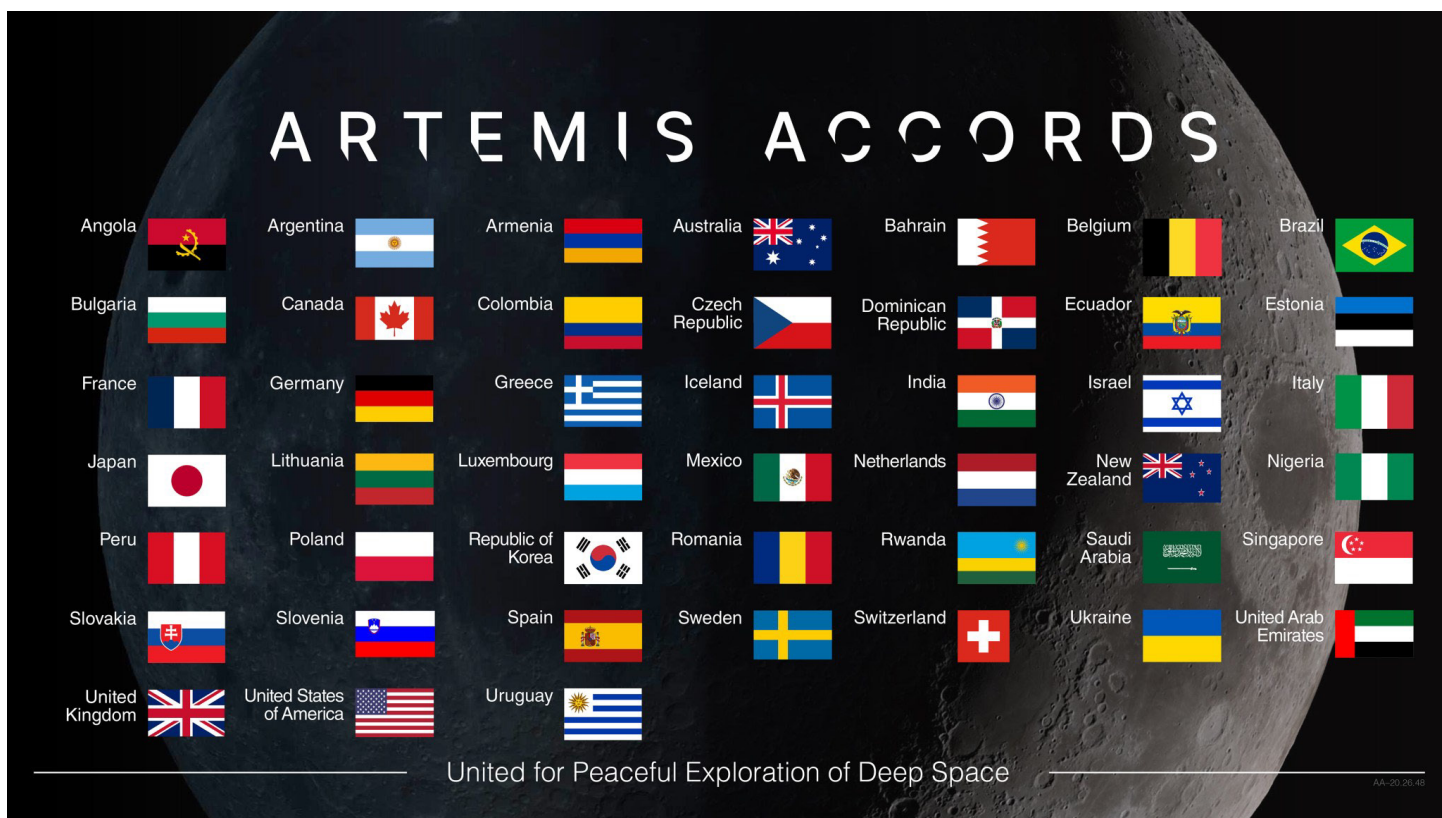 ARTEMIS ACCORDS
Angola
Argentina
Armenia
Australia
Bahrain
Belgium
Brazil
Bulgaria
Canada
Colombia
Czech
Republic
Dominican
Republic
Ecuador
Estonia
France
Germany
Greece
Iceland
India
Israel
Italy
Japan
Lithuania
Luxembourg
Mexico
Netherlands
New
Zealand
Nigeria
Peru
Poland
Republic of
Korea
Romania
Rwanda
Saudi
Arabia
Singapore
Slovakia
Slovenia
Spain
Sweden
Switzerland
Ukraine
United Arab
Emirates
United
Kingdom
United States
of America
Uruguay
United for Peaceful Exploration of Deep Space
AA-20.26.48